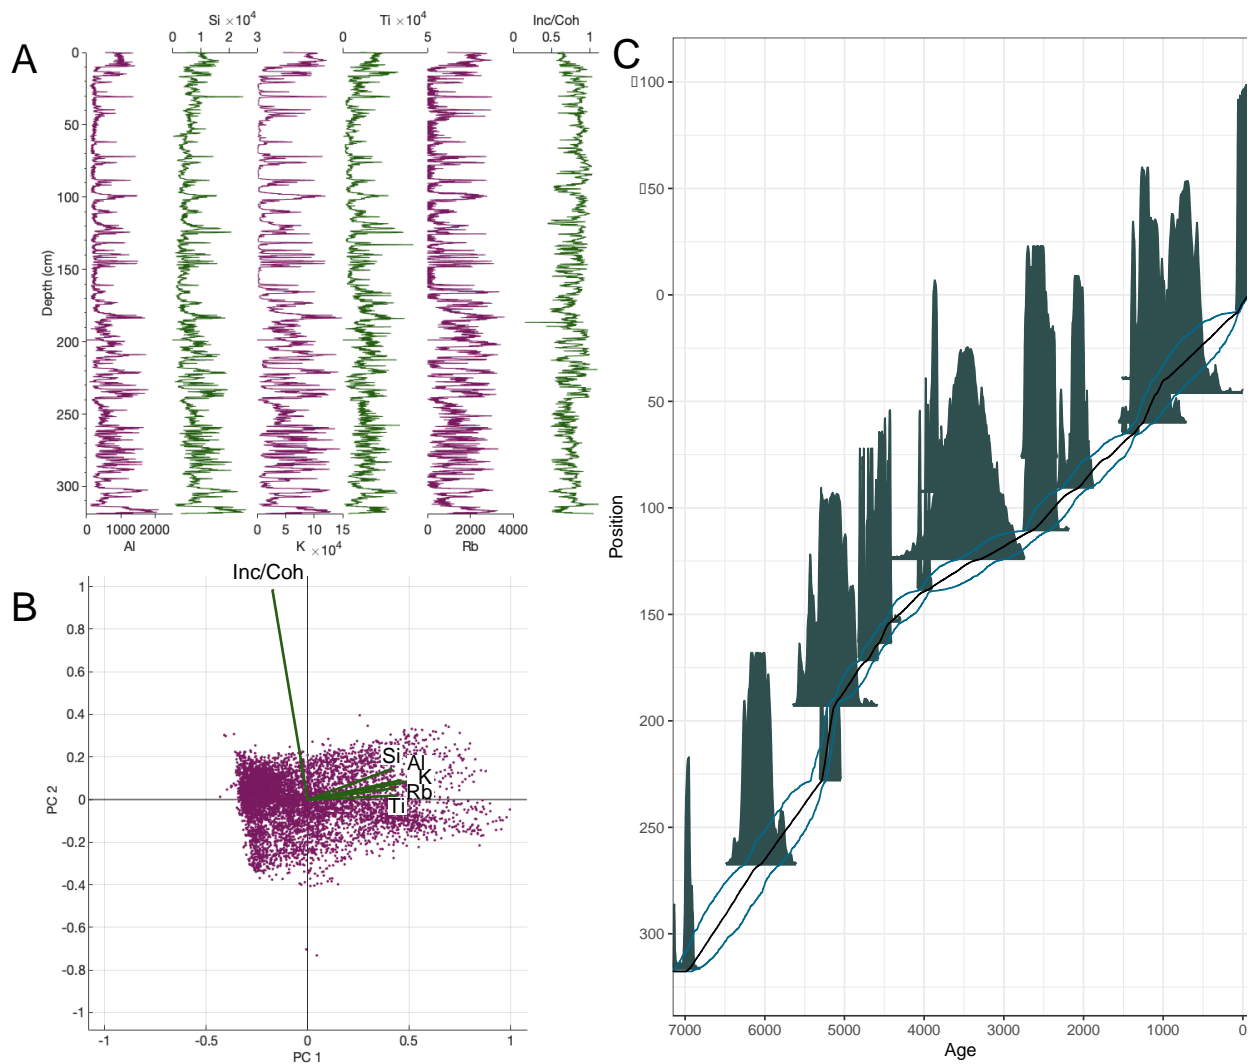 A
Si ×10⁴
0 1 2 3
Ti ×10⁴
0 5
Inc/Coh
0 0.5 1
Depth (cm)
0
50
100
150
200
250
300
0 1000 2000
Al
0 5 10 15
K ×10⁴
0 2000 4000
Rb
B
Inc/Coh
Si
Al
K
Rb
Ti
PC 2
1
0.8
0.6
0.4
0.2
0
-0.2
-0.4
-0.6
-0.8
-1
-1 -0.5 0 0.5 1
PC 1
C
Position
▯100
▯50
0
50
100
150
200
250
300
7000 6000 5000 4000 3000 2000 1000 0
Age